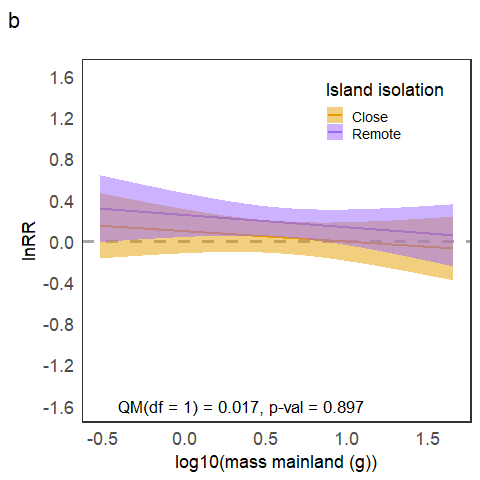 b
Island isolation
Close
Remote
1.6
1.2
0.8
0.4
0.0
-0.4
-0.8
-1.2
-1.6
lnRR
QM(df = 1) = 0.017, p-val = 0.897
-0.5 0.0 0.5 1.0 1.5
log10(mass mainland (g))